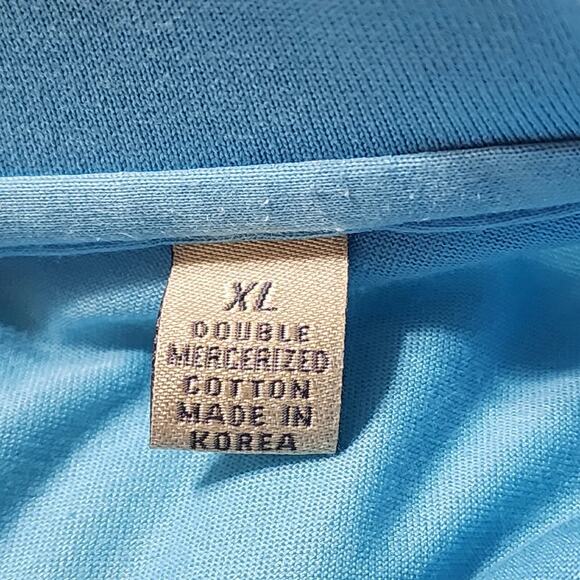 XL
DOUBLE
MERCERIZED
COTTON
MADE IN
KOREA